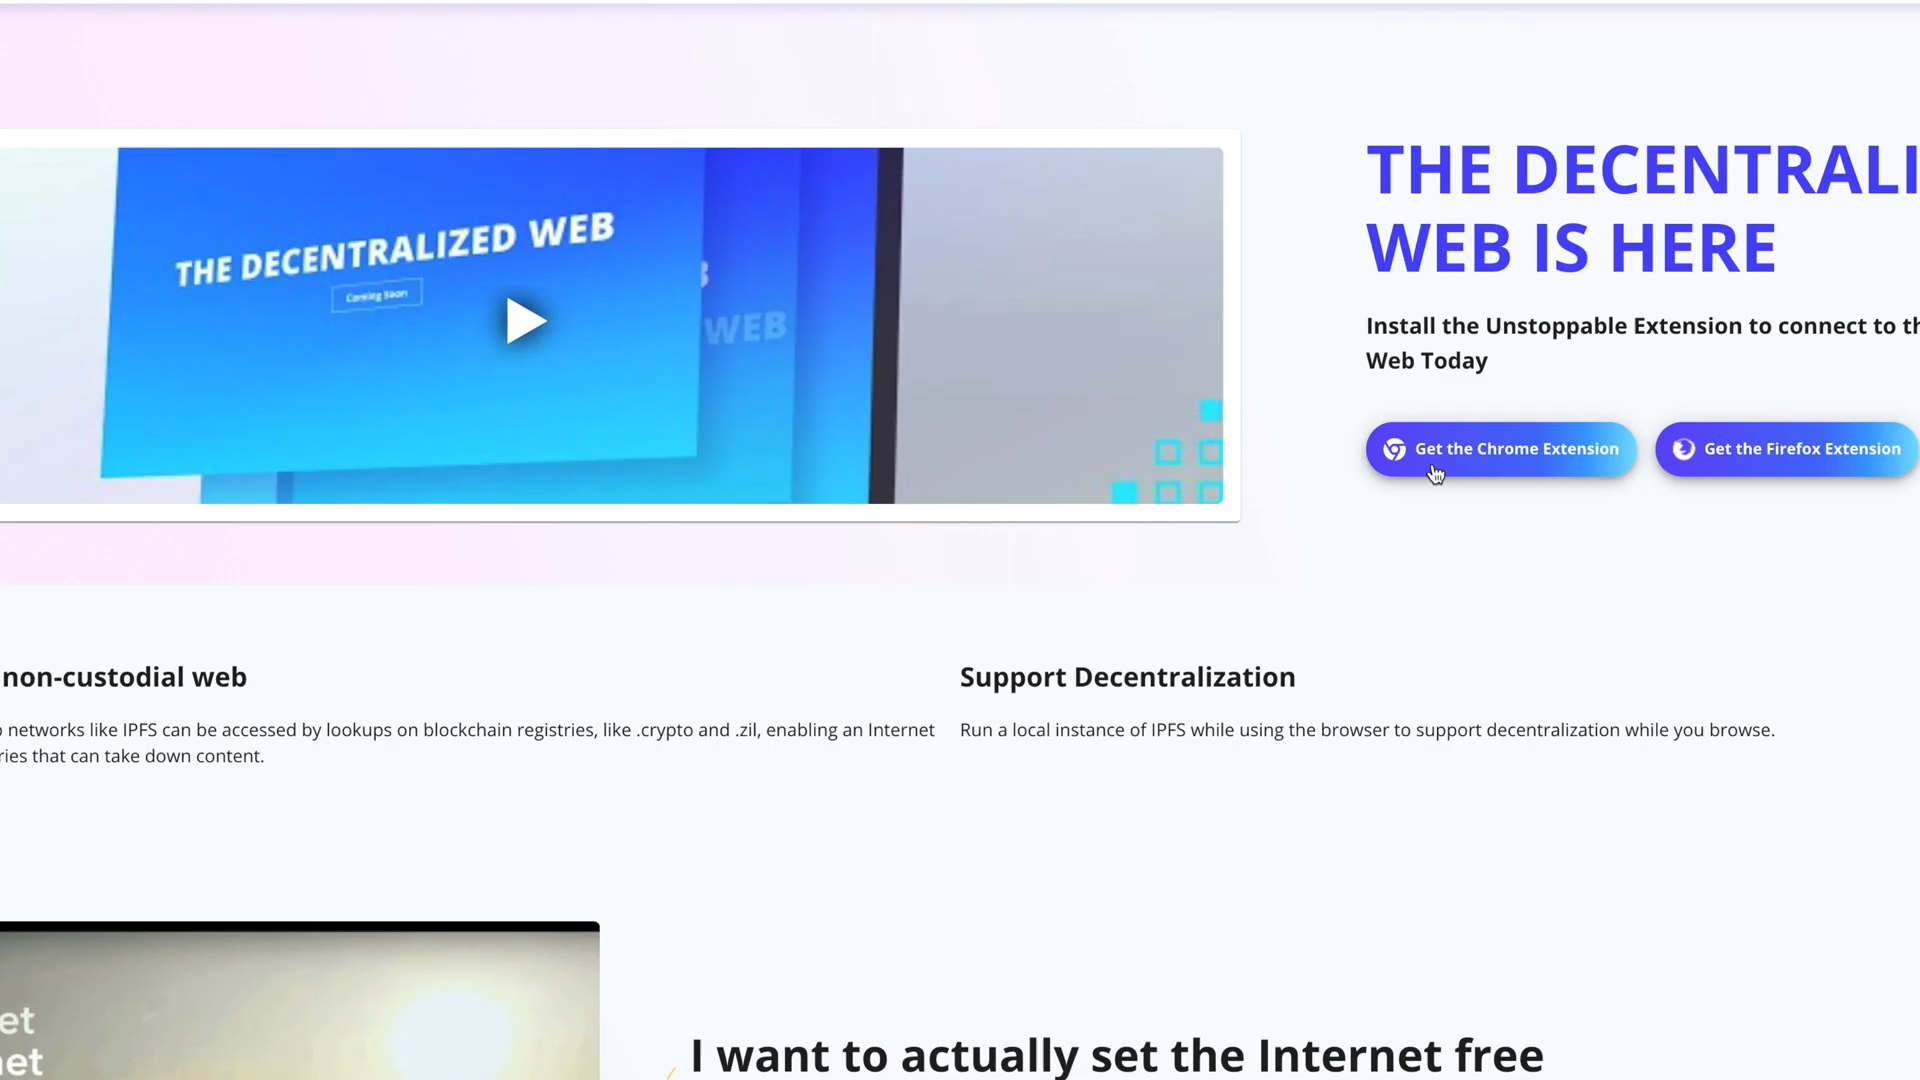 THE DECENTRALIZED WEB
Coming Soon
WEB
THE DECENTRALI
WEB IS HERE
Install the Unstoppable Extension to connect to th
Web Today
Get the Chrome Extension
Get the Firefox Extension
non-custodial web
networks like IPFS can be accessed by lookups on blockchain registries, like .crypto and .zil, enabling an Internet
ries that can take down content.
Support Decentralization
Run a local instance of IPFS while using the browser to support decentralization while you browse.
et
net
I want to actually set the Internet free